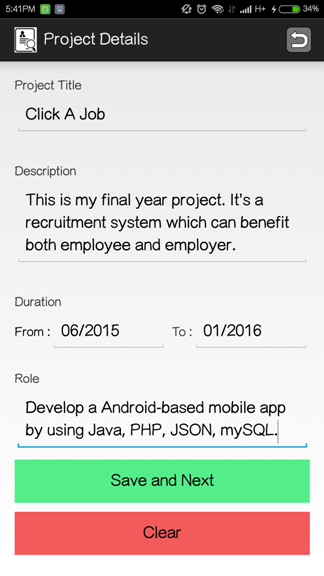 5:41PM H+ 34%
Project Details
Project Title
Click A Job
Description
This is my final year project. It's a
recruitment system which can benefit
both employee and employer.
Duration
From : 06/2015 To : 01/2016
Role
Develop a Android-based mobile app
by using Java, PHP, JSON, mySQL.
Save and Next
Clear